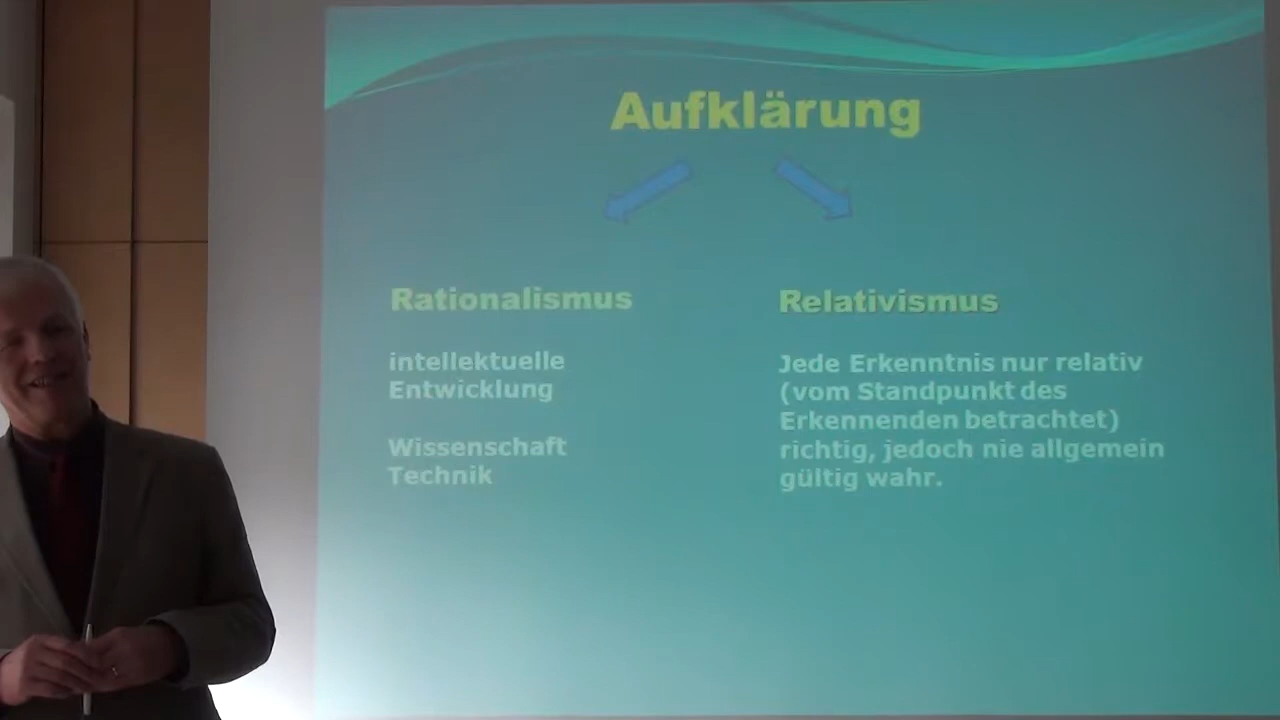 Aufklärung
Rationalismus
intellektuelle
Entwicklung
Wissenschaft
Technik
Relativismus
Jede Erkenntnis nur relativ
(vom Standpunkt des
Erkennenden betrachtet)
richtig, jedoch nie allgemein
gültig wahr.